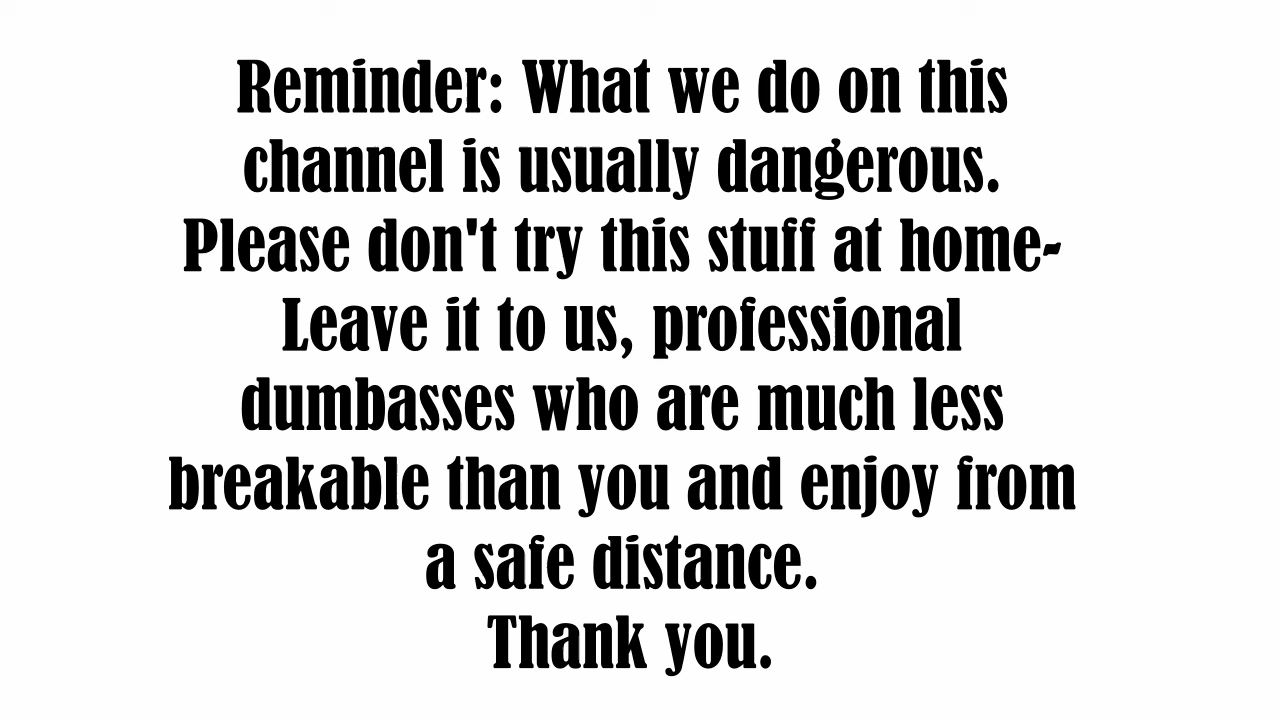 Reminder: What we do on this
channel is usually dangerous.
Please don't try this stuff at home-
Leave it to us, professional
dumbasses who are much less
breakable than you and enjoy from
a safe distance.
Thank you.